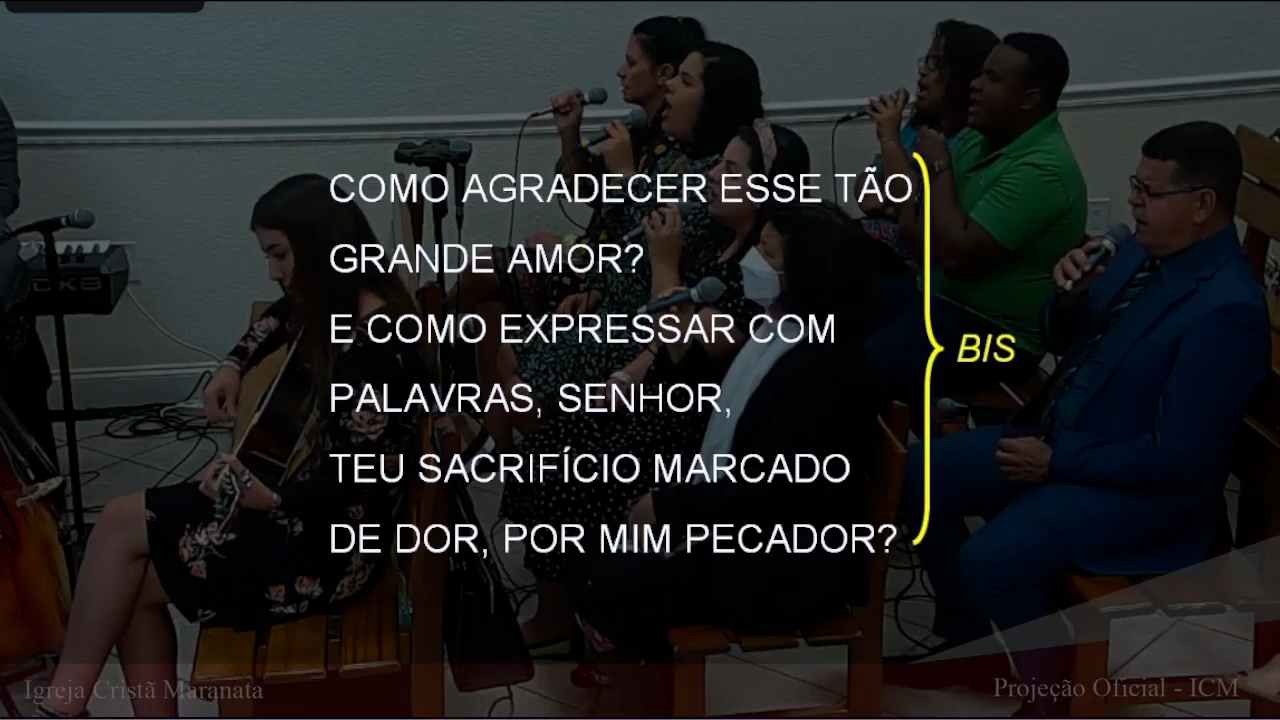 COMO AGRADECER ESSE TÃO
GRANDE AMOR?
E COMO EXPRESSAR COM
PALAVRAS, SENHOR,
TEU SACRIFÍCIO MARCADO
DE DOR, POR MIM PECADOR?
BIS
Igreja Cristã Maranata
Projeção Oficial - ICM